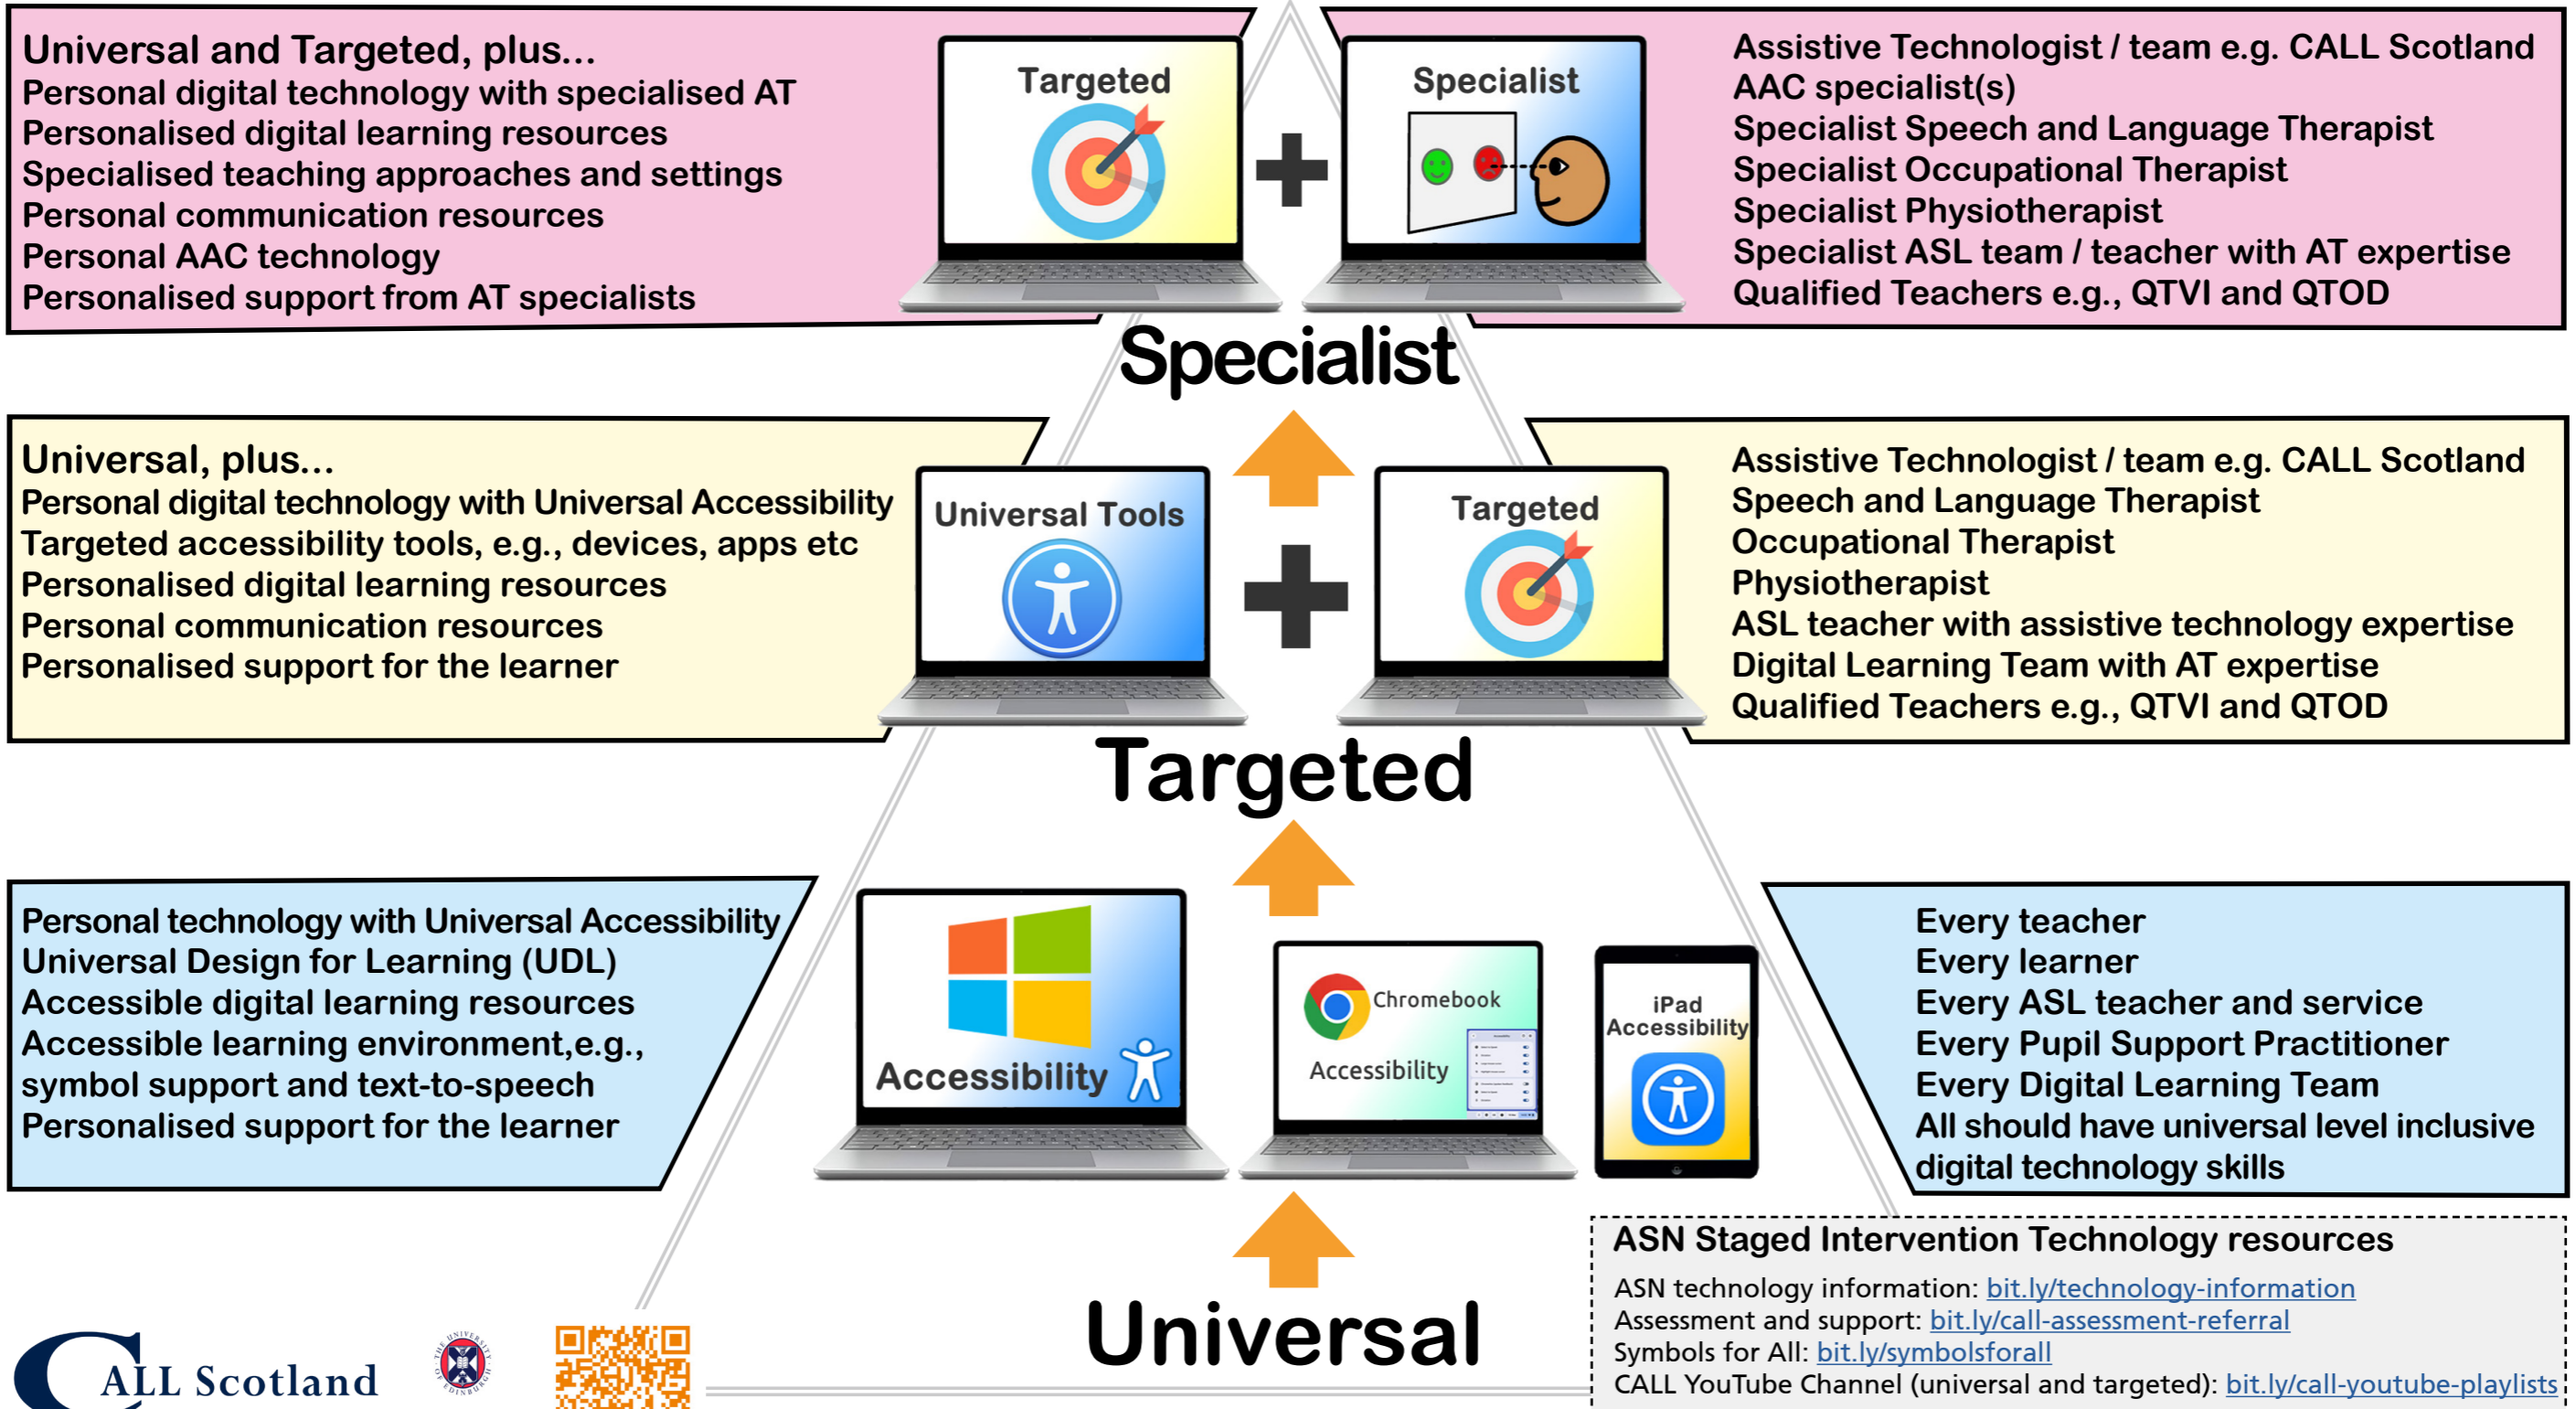 Universal and Targeted, plus...
Personal digital technology with specialised AT
Personalised digital learning resources
Specialised teaching approaches and settings
Personal communication resources
Personal AAC technology
Personalised support from AT specialists
Targeted
Specialist
Assistive Technologist / team e.g. CALL Scotland
AAC specialist(s)
Specialist Speech and Language Therapist
Specialist Occupational Therapist
Specialist Physiotherapist
Specialist ASL team / teacher with AT expertise
Qualified Teachers e.g., QTVI and QTOD
Specialist
Universal, plus...
Personal digital technology with Universal Accessibility
Targeted accessibility tools, e.g., devices, apps etc
Personalised digital learning resources
Personal communication resources
Personalised support for the learner
Universal Tools
Targeted
Assistive Technologist / team e.g. CALL Scotland
Speech and Language Therapist
Occupational Therapist
Physiotherapist
ASL teacher with assistive technology expertise
Digital Learning Team with AT expertise
Qualified Teachers e.g., QTVI and QTOD
Targeted
Personal technology with Universal Accessibility
Universal Design for Learning (UDL)
Accessible digital learning resources
Accessible learning environment,e.g.,
symbol support and text-to-speech
Personalised support for the learner
Accessibility
Chromebook
Accessibility
iPad
Accessibility
Every teacher
Every learner
Every ASL teacher and service
Every Pupil Support Practitioner
Every Digital Learning Team
All should have universal level inclusive
digital technology skills
Universal
CALL Scotland
THE UNIVERSITY OF EDINBURGH
ASN Staged Intervention Technology resources
ASN technology information: bit.ly/technology-information
Assessment and support: bit.ly/call-assessment-referral
Symbols for All: bit.ly/symbolsforall
CALL YouTube Channel (universal and targeted): bit.ly/call-youtube-playlists